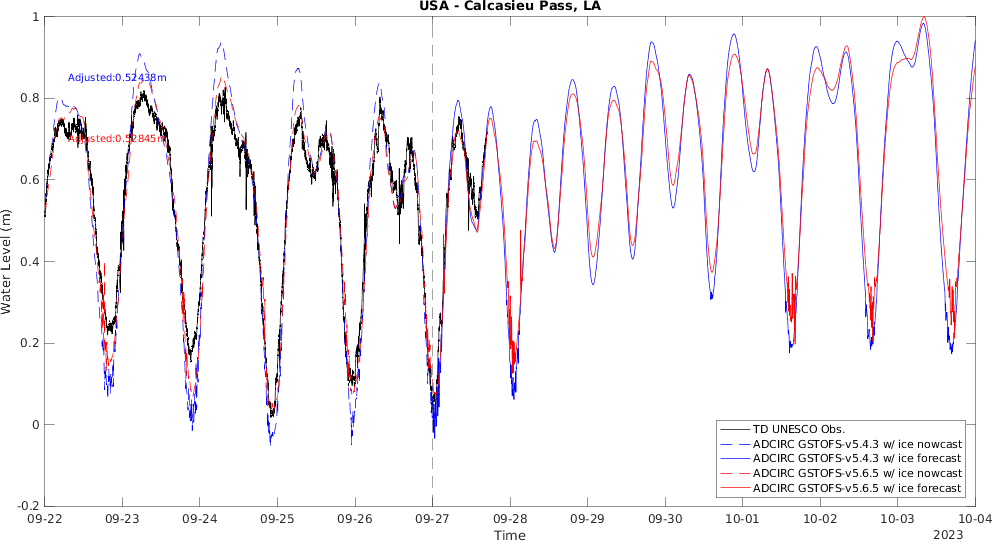 USA - Calcasieu Pass, LA
1
0.8
0.6
0.4
0.2
0
-0.2
Water Level (m)
Adjusted:0.52438m
Adjusted:0.52845m
TD UNESCO Obs.
ADCIRC GSTOFS-v5.4.3 w/ ice nowcast
ADCIRC GSTOFS-v5.4.3 w/ ice forecast
ADCIRC GSTOFS-v5.6.5 w/ ice nowcast
ADCIRC GSTOFS-v5.6.5 w/ ice forecast
09-22 09-23 09-24 09-25 09-26 09-27 09-28 09-29 09-30 10-01 10-02 10-03 10-04
Time
2023